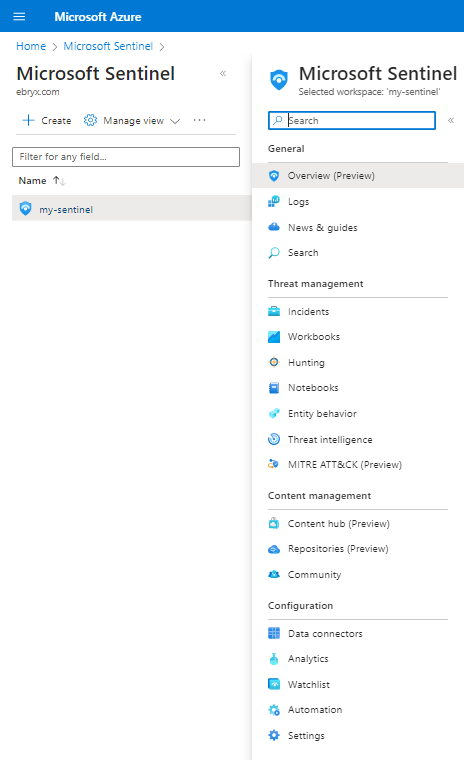 Microsoft Azure
Home > Microsoft Sentinel >
Microsoft Sentinel
ebryx.com
+ Create Manage view ...
Filter for any field...
Name ↑↓
my-sentinel
Microsoft Sentinel
Selected workspace: 'my-sentinel'
Search
General
Overview (Preview)
Logs
News & guides
Search
Threat management
Incidents
Workbooks
Hunting
Notebooks
Entity behavior
Threat intelligence
MITRE ATT&CK (Preview)
Content management
Content hub (Preview)
Repositories (Preview)
Community
Configuration
Data connectors
Analytics
Watchlist
Automation
Settings